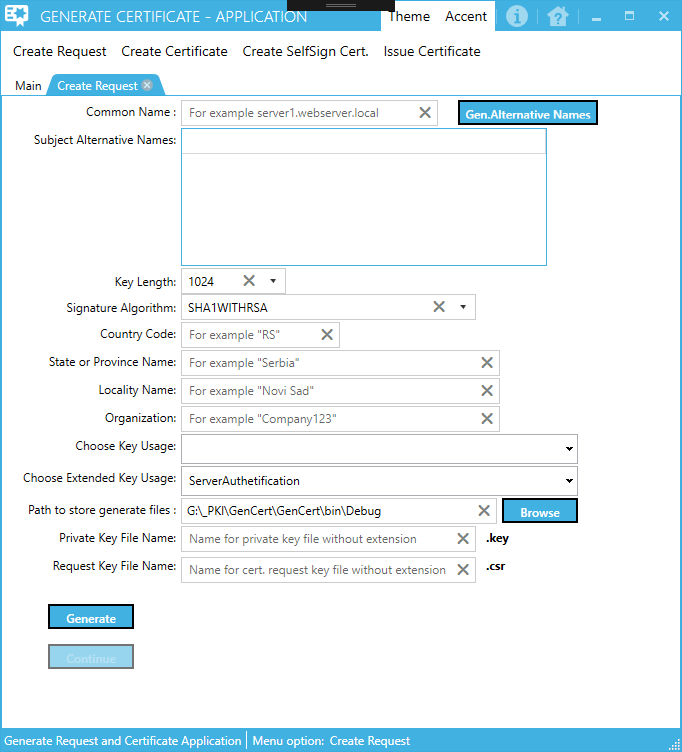 GENERATE CERTIFICATE - APPLICATION Theme Accent
Create Request Create Certificate Create SelfSign Cert. Issue Certificate
Main Create Request
Common Name : For example server1.webserver.local Gen.Alternative Names
Subject Alternative Names:
Key Length: 1024
Signature Algorithm: SHA1WITHRSA
Country Code: For example "RS"
State or Province Name: For example "Serbia"
Locality Name: For example "Novi Sad"
Organization: For example "Company123"
Choose Key Usage:
Choose Extended Key Usage: ServerAuthetification
Path to store generate files : G:\_PKI\GenCert\GenCert\bin\Debug Browse
Private Key File Name: Name for private key file without extension .key
Request Key File Name: Name for cert. request key file without extension .csr
Generate
Continue
Generate Request and Certificate Application Menu option: Create Request